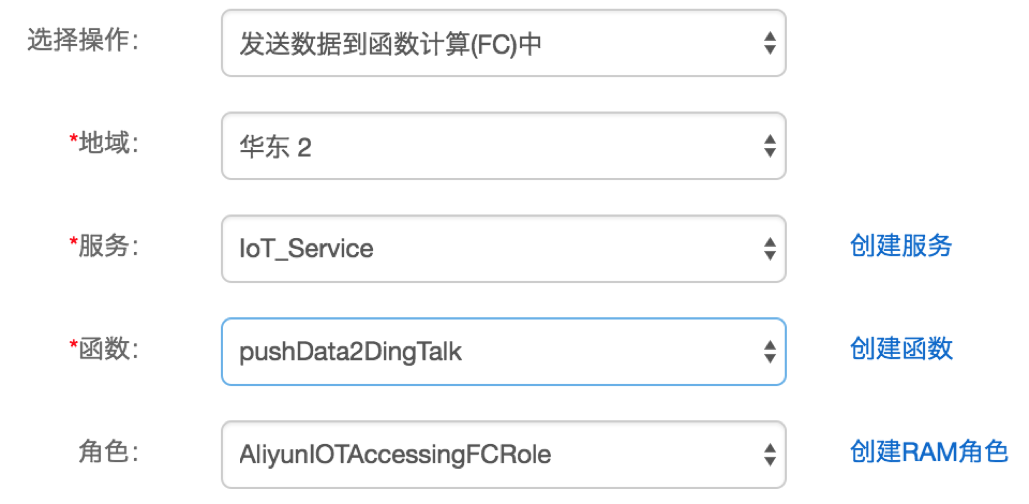 选择操作： 发送数据到函数计算(FC)中
*地域： 华东 2
*服务： IoT_Service 创建服务
*函数： pushData2DingTalk 创建函数
角色： AliyunIOTAccessingFCRole 创建RAM角色